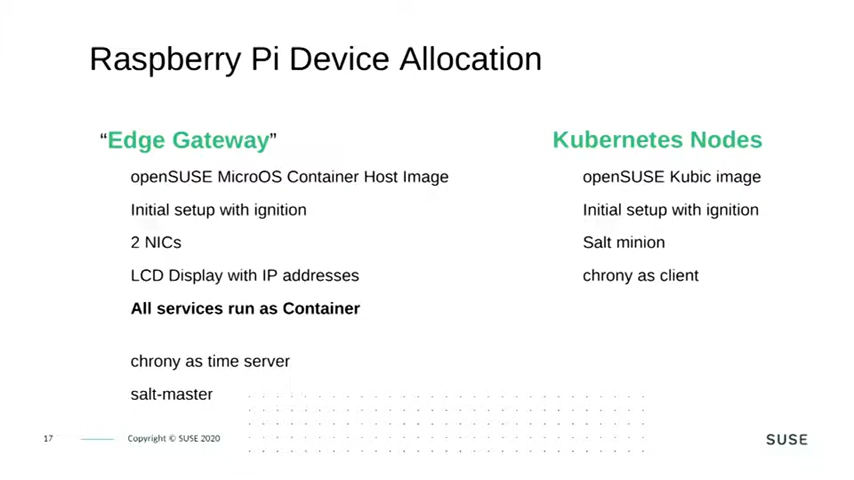 Raspberry Pi Device Allocation
“Edge Gateway”
openSUSE MicroOS Container Host Image
Initial setup with ignition
2 NICs
LCD Display with IP addresses
All services run as Container
chrony as time server
salt-master
Kubernetes Nodes
openSUSE Kubic image
Initial setup with ignition
Salt minion
chrony as client
17
Copyright © SUSE 2020
SUSE